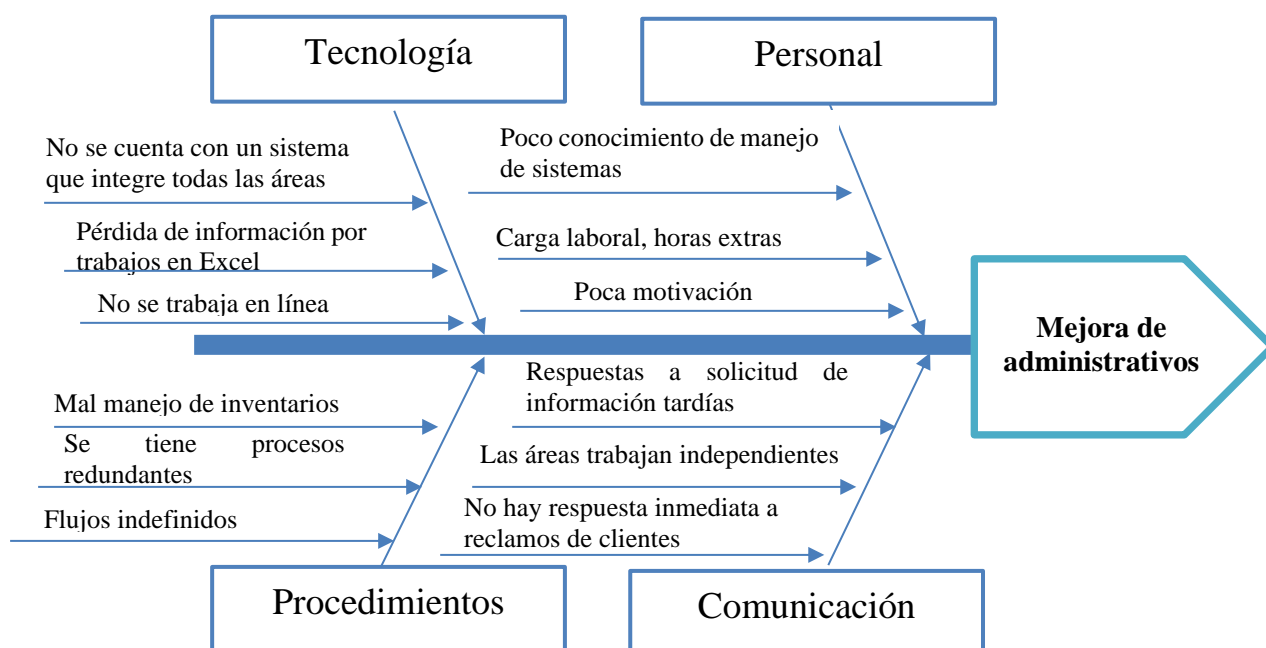 Tecnología
Personal
No se cuenta con un sistema
que integre todas las áreas
Pérdida de información por
trabajos en Excel
No se trabaja en línea
Poco conocimiento de manejo
de sistemas
Carga laboral, horas extras
Poca motivación
Mejora de
administrativos
Mal manejo de inventarios
Se tiene procesos
redundantes
Flujos indefinidos
Respuestas a solicitud de
información tardías
Las áreas trabajan independientes
No hay respuesta inmediata a
reclamos de clientes
Procedimientos
Comunicación